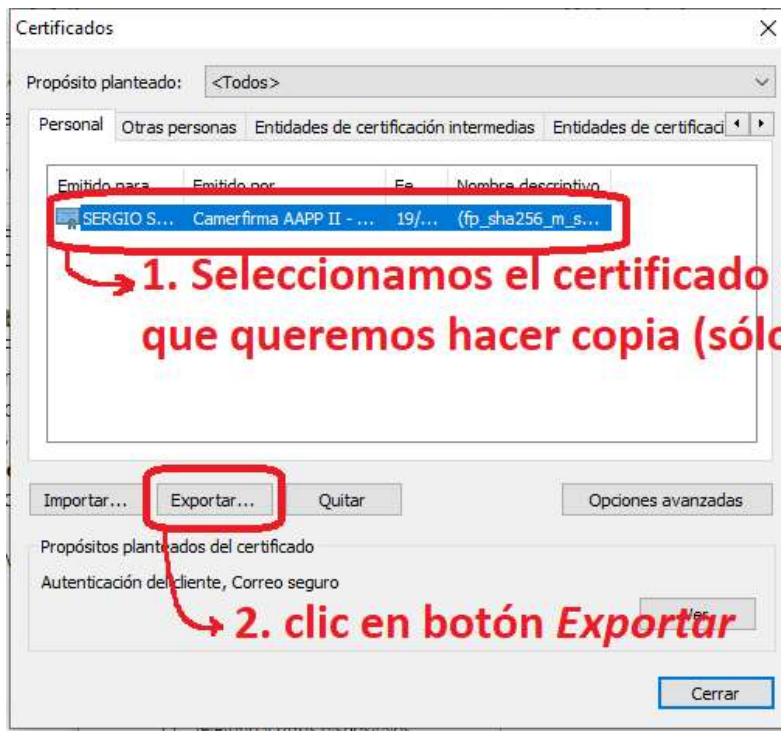 Certificados
Propósito planteado: <Todos>
Personal Otras personas Entidades de certificación intermedias Entidades de certificaci
Emitido para Emitido por Fe Nombre descriptivo
SERGIO S... Camerfirma AAPP II - ... 19/... (fp_sha256_m_s...
1. Seleccionamos el certificado
que queremos hacer copia (sólo
Importar... Exportar... Quitar Opciones avanzadas
Propósitos planteados del certificado
Autenticación del cliente, Correo seguro
Ver
2. clic en botón Exportar
Cerrar